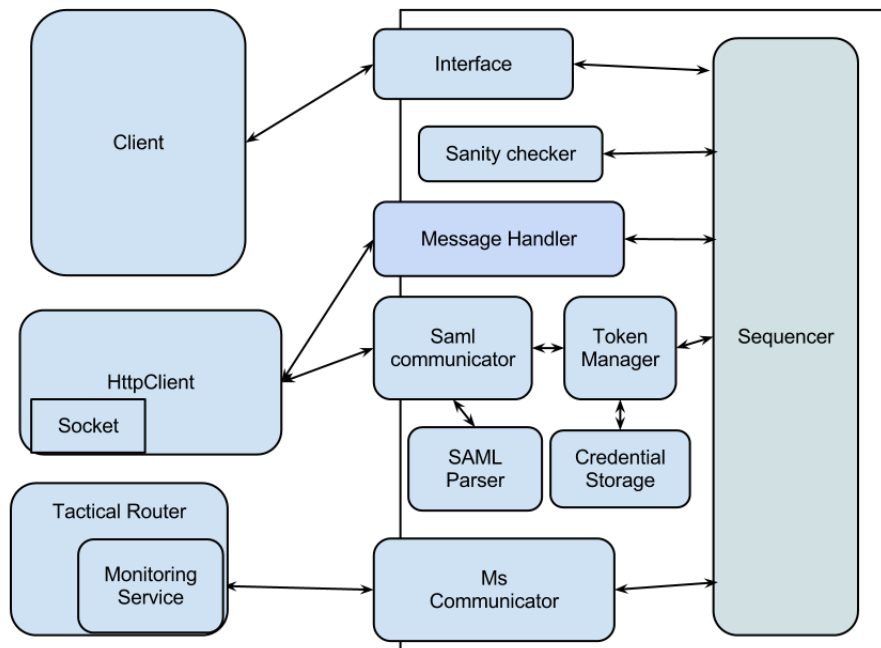 Client
Interface
Sanity checker
Message Handler
HttpClient
Socket
Saml
communicator
Token
Manager
Sequencer
SAML
Parser
Credential
Storage
Tactical Router
Monitoring
Service
Ms
Communicator